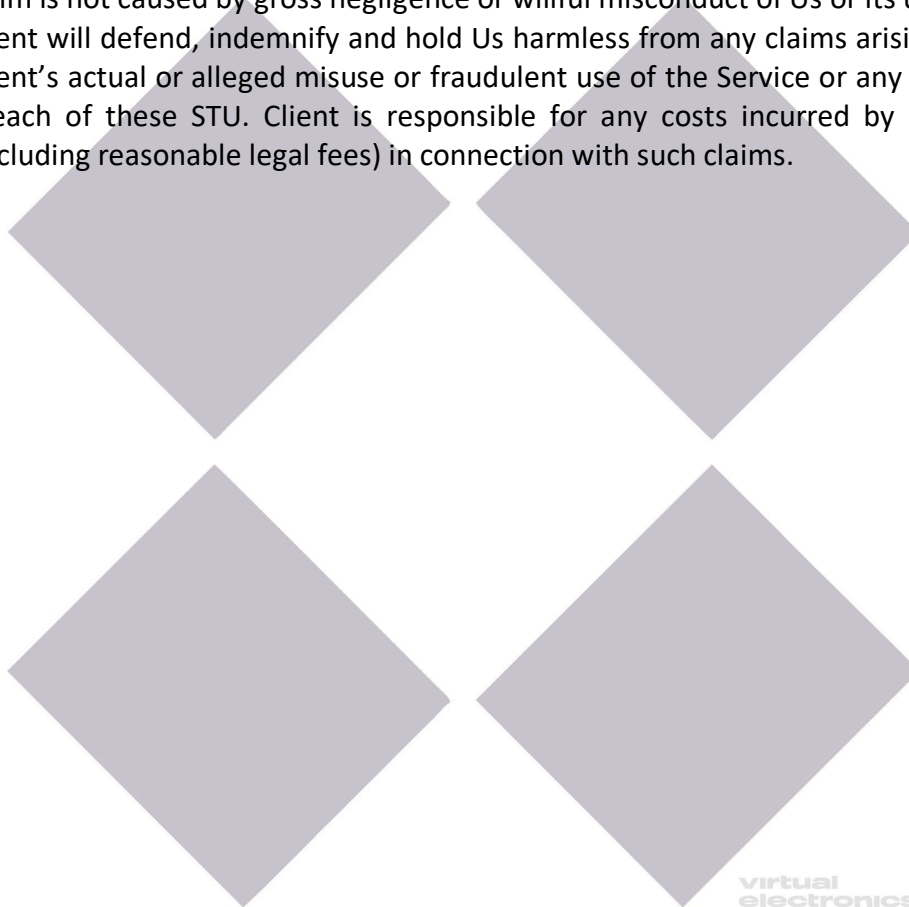 im is not caused by gross negligence or willful misconduct of Us or its
ent will defend, indemnify and hold Us harmless from any claims arisi
ent's actual or alleged misuse or fraudulent use of the Service or any
each of these STU. Client is responsible for any costs incurred by
cluding reasonable legal fees) in connection with such claims.
virtual
electronics